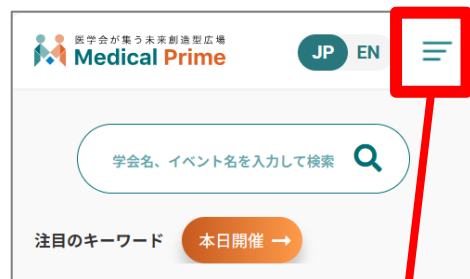 医学会が集う未来創造型広場
Medical Prime
JP EN
学会名、イベント名を入力して検索
注目のキーワード
本日開催 →